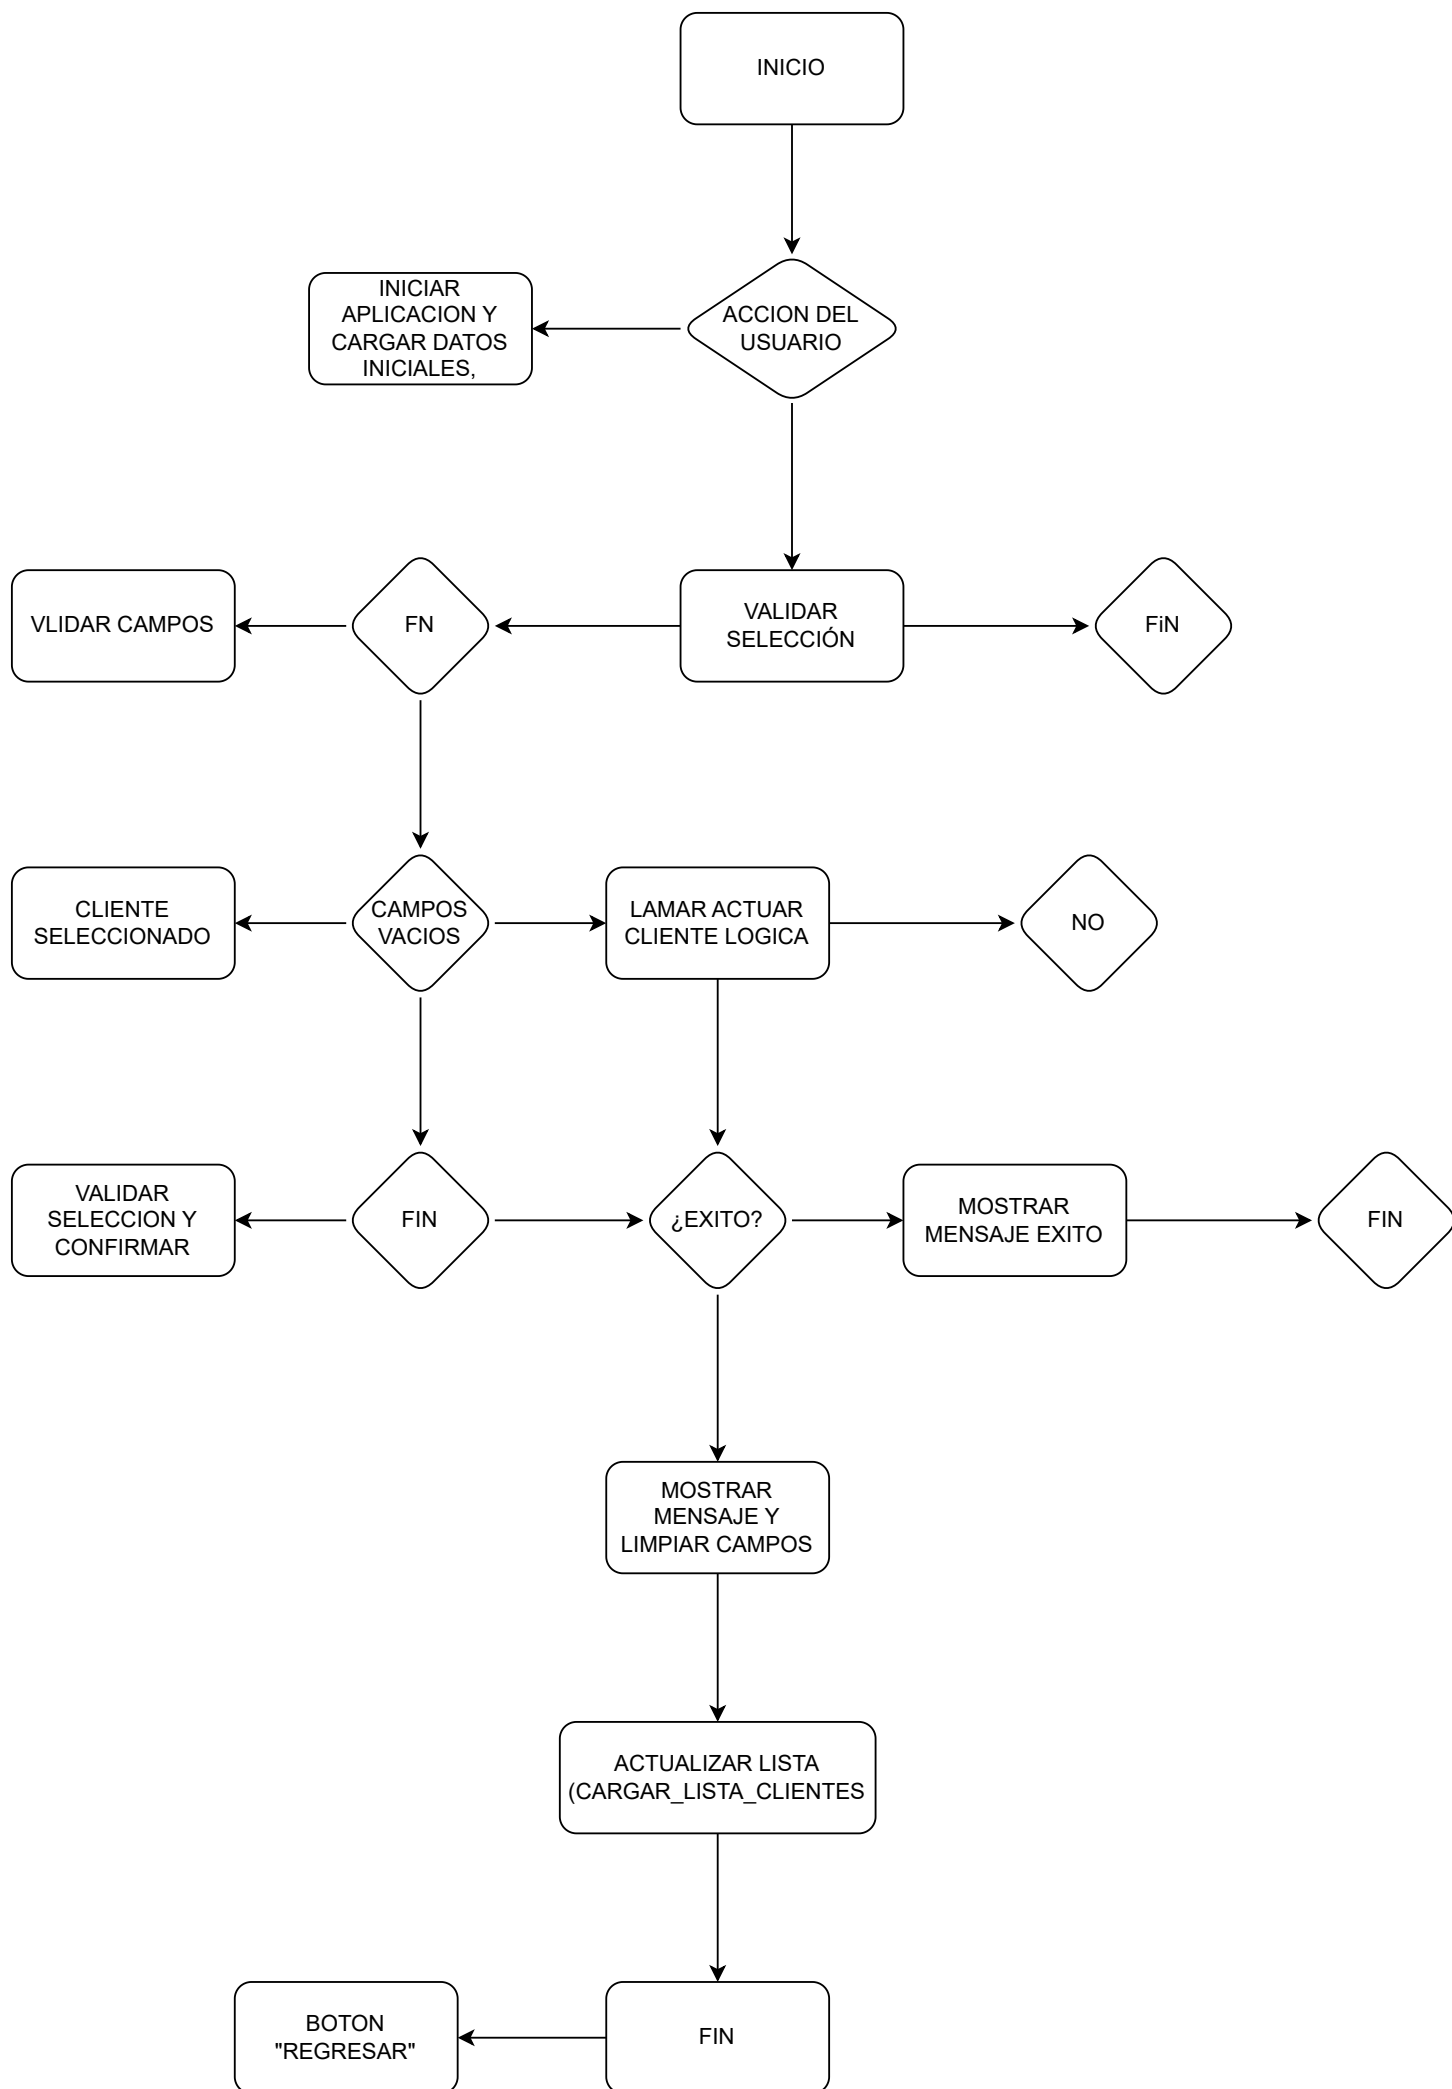 INICIO
INICIAR
APLICACION Y
CARGAR DATOS
INICIALES,
ACCION DEL
USUARIO
VLIDAR CAMPOS
FN
VALIDAR
SELECCIÓN
FiN
CLIENTE
SELECCIONADO
CAMPOS
VACIOS
LAMAR ACTUAR
CLIENTE LOGICA
NO
VALIDAR
SELECCION Y
CONFIRMAR
FIN
¿EXITO?
MOSTRAR
MENSAJE EXITO
FIN
MOSTRAR
MENSAJE Y
LIMPIAR CAMPOS
ACTUALIZAR LISTA
(CARGAR_LISTA_CLIENTES
BOTON
"REGRESAR"
FIN